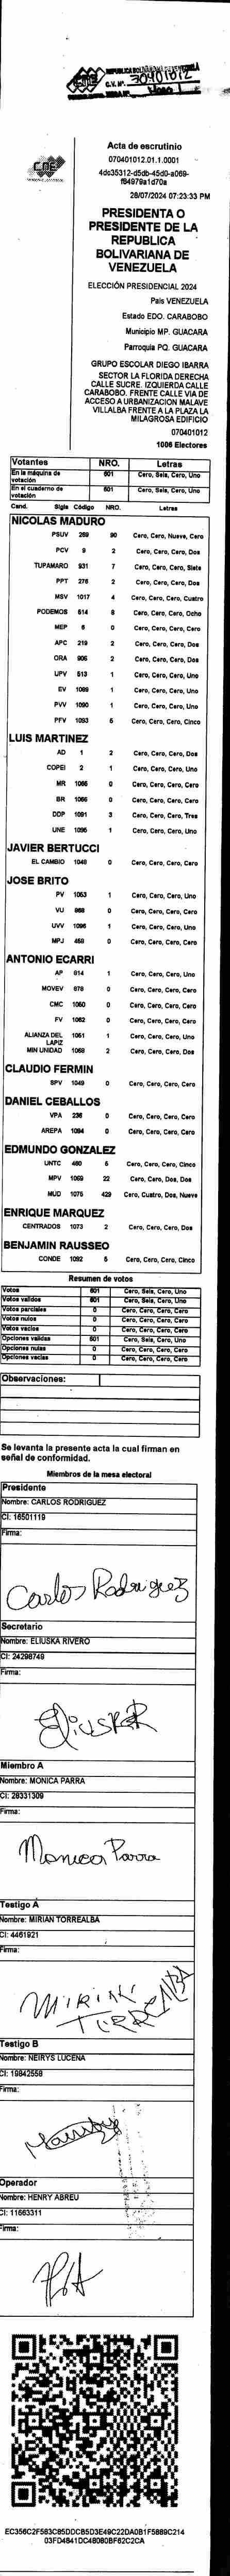 CNE
REPUBLICA BOLIVARIANA DE VENEZUELA
C.V. Nº. 70401012
MESA Nº.
CNE
Acta de escrutinio
070401012.01.1.0001
4dc35312-d5db-45d9-a069-
f84979a1d70a
28/07/2024 07:23:33 PM
PRESIDENTA O
PRESIDENTE DE LA
REPUBLICA
BOLIVARIANA DE
VENEZUELA
ELECCIÓN PRESIDENCIAL 2024
País VENEZUELA
Estado EDO. CARABOBO
Municipio MP. GUACARA
Parroquia PQ. GUACARA
GRUPO ESCOLAR DIEGO IBARRA
SECTOR LA FLORIDA DERECHA
CALLE SUCRE. IZQUIERDA CALLE
CARABOBO. FRENTE CALLE VIA DE
ACCESO A URBANIZACION MALAVE
VILLALBA FRENTE A LA PLAZA LA
MILAGROSA EDIFICIO
070401012
1006 Electores
Votantes NRO. Letras
En la máquina de votación 601 Cero, Seis, Cero, Uno
En el cuaderno de votación 601 Cero, Seis, Cero, Uno
Cand. Sigla Código NRO. Letras
NICOLAS MADURO
PSUV 269 90 Cero, Cero, Nueve, Cero
PCV 9 2 Cero, Cero, Cero, Dos
TUPAMARO 931 7 Cero, Cero, Cero, Siete
PPT 276 2 Cero, Cero, Cero, Dos
MSV 1017 4 Cero, Cero, Cero, Cuatro
PODEMOS 514 8 Cero, Cero, Cero, Ocho
MEP 6 0 Cero, Cero, Cero, Cero
APC 219 2 Cero, Cero, Cero, Dos
ORA 906 2 Cero, Cero, Cero, Dos
UPV 513 1 Cero, Cero, Cero, Uno
EV 1089 1 Cero, Cero, Cero, Uno
PVV 1090 1 Cero, Cero, Cero, Uno
PFV 1093 5 Cero, Cero, Cero, Cinco
LUIS MARTINEZ
AD 1 2 Cero, Cero, Cero, Dos
COPEI 2 1 Cero, Cero, Cero, Uno
MR 1065 0 Cero, Cero, Cero, Cero
BR 1066 0 Cero, Cero, Cero, Cero
DDP 1091 3 Cero, Cero, Cero, Tres
UNE 1095 1 Cero, Cero, Cero, Uno
JAVIER BERTUCCI
EL CAMBIO 1048 0 Cero, Cero, Cero, Cero
JOSE BRITO
PV 1053 1 Cero, Cero, Cero, Uno
VU 968 0 Cero, Cero, Cero, Cero
UVV 1096 1 Cero, Cero, Cero, Uno
MPJ 459 0 Cero, Cero, Cero, Cero
ANTONIO ECARRI
AP 914 1 Cero, Cero, Cero, Uno
MOVEV 878 0 Cero, Cero, Cero, Cero
CMC 1050 0 Cero, Cero, Cero, Cero
FV 1062 0 Cero, Cero, Cero, Cero
ALIANZA DEL LAPIZ 1051 1 Cero, Cero, Cero, Uno
MIN UNIDAD 1068 2 Cero, Cero, Cero, Dos
CLAUDIO FERMIN
SPV 1049 0 Cero, Cero, Cero, Cero
DANIEL CEBALLOS
VPA 236 0 Cero, Cero, Cero, Cero
AREPA 1094 0 Cero, Cero, Cero, Cero
EDMUNDO GONZALEZ
UNTC 480 5 Cero, Cero, Cero, Cinco
MPV 1069 22 Cero, Cero, Dos, Dos
MUD 1075 429 Cero, Cuatro, Dos, Nueve
ENRIQUE MARQUEZ
CENTRADOS 1073 2 Cero, Cero, Cero, Dos
BENJAMIN RAUSSEO
CONDE 1092 5 Cero, Cero, Cero, Cinco
Resumen de votos
Votos 601 Cero, Seis, Cero, Uno
Votos validos 601 Cero, Seis, Cero, Uno
Votos parciales 0 Cero, Cero, Cero, Cero
Votos nulos 0 Cero, Cero, Cero, Cero
Votos vacios 0 Cero, Cero, Cero, Cero
Opciones validas 601 Cero, Seis, Cero, Uno
Opciones nulas 0 Cero, Cero, Cero, Cero
Opciones vacias 0 Cero, Cero, Cero, Cero
Observaciones:
Se levanta la presente acta la cual firman en
señal de conformidad.
Miembros de la mesa electoral
Presidente
Nombre: CARLOS RODRIGUEZ
CI: 16501119
Firma:
Carlos Rodriguez
Secretario
Nombre: ELIUSKA RIVERO
CI: 24298749
Firma:
Eliuska R
Miembro A
Nombre: MONICA PARRA
CI: 28331309
Firma:
Monica Parra
Testigo A
Nombre: MIRIAN TORREALBA
CI: 4461921
Firma:
MIRIAN
TORREALBA
Testigo B
Nombre: NEIRYS LUCENA
CI: 19842558
Firma:
Operador
Nombre: HENRY ABREU
CI: 11663311
Firma:
EC356C2F583C85DDCB5D3E49C22DA0B1F5889C214
03FD4841DC48080BF62C2CA